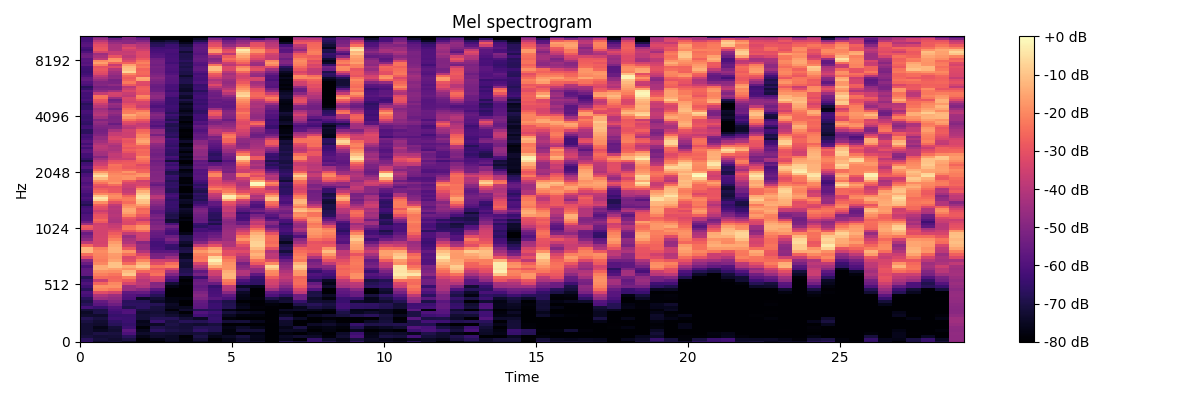 Mel spectrogram
8192
4096
2048
1024
512
0
Hz
0 5 10 15 20 25
Time
+0 dB
-10 dB
-20 dB
-30 dB
-40 dB
-50 dB
-60 dB
-70 dB
-80 dB